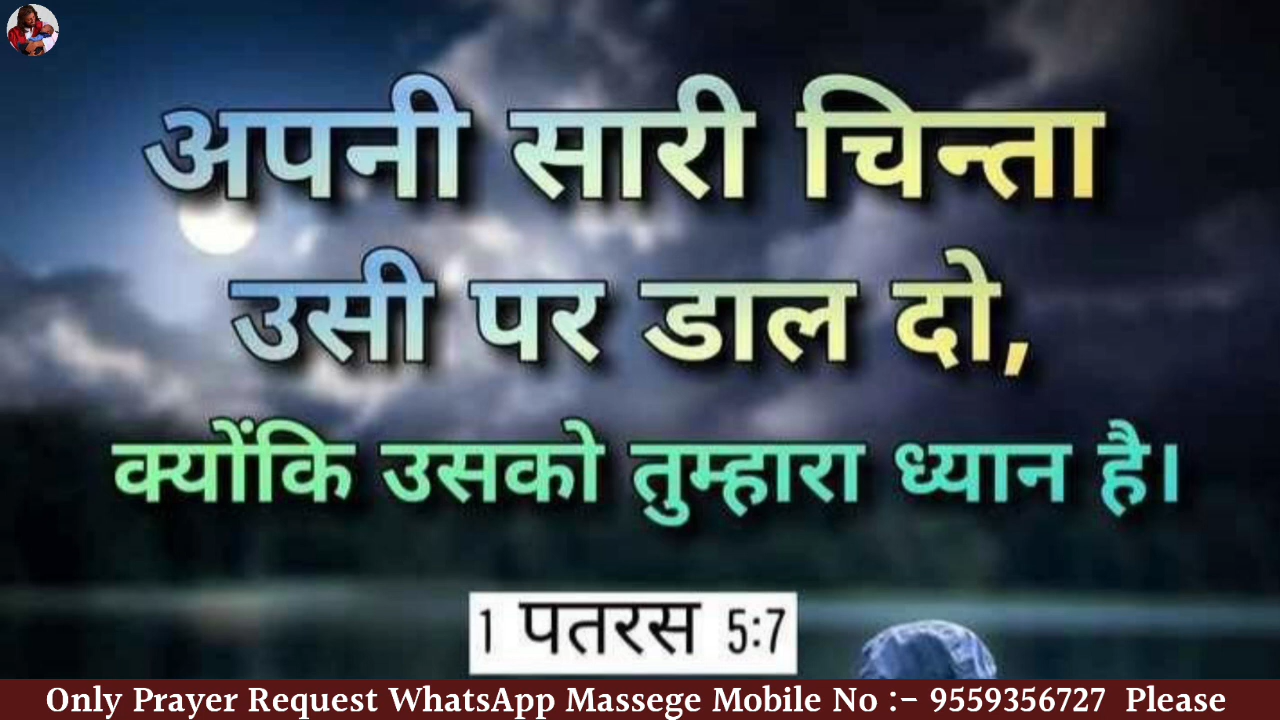 अपनी सारी चिन्ता
उसी पर डाल दो,
क्योंकि उसको तुम्हारा ध्यान है।
1 पतरस 5:7
Only Prayer Request WhatsApp Massege Mobile No :- 9559356727 Please